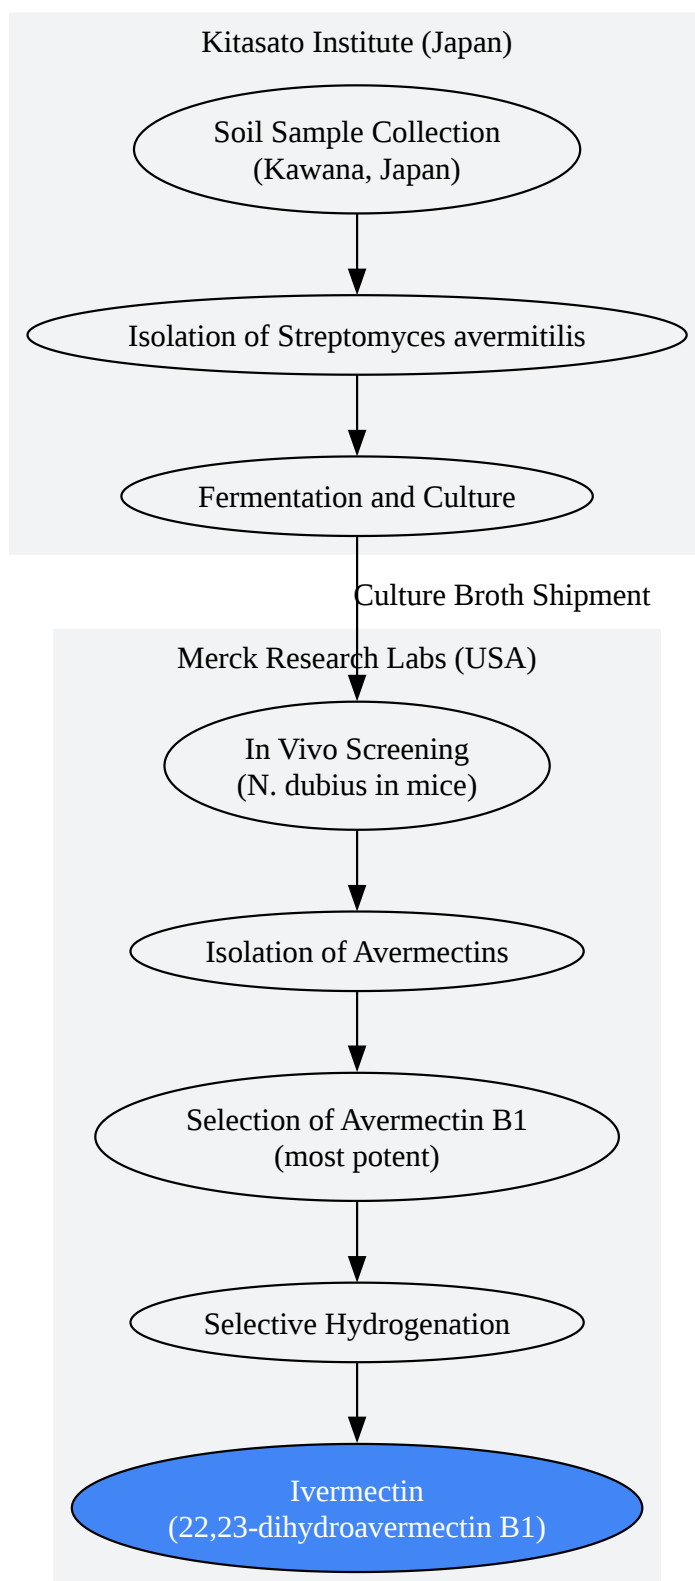 Kitasato Institute (Japan)
Soil Sample Collection
(Kawana, Japan)
Isolation of Streptomyces avermitilis
Fermentation and Culture
Culture Broth Shipment
Merck Research Labs (USA)
In Vivo Screening
(N. dubius in mice)
Isolation of Avermectins
Selection of Avermectin B1
(most potent)
Selective Hydrogenation
Ivermectin
(22,23-dihydroavermectin B1)